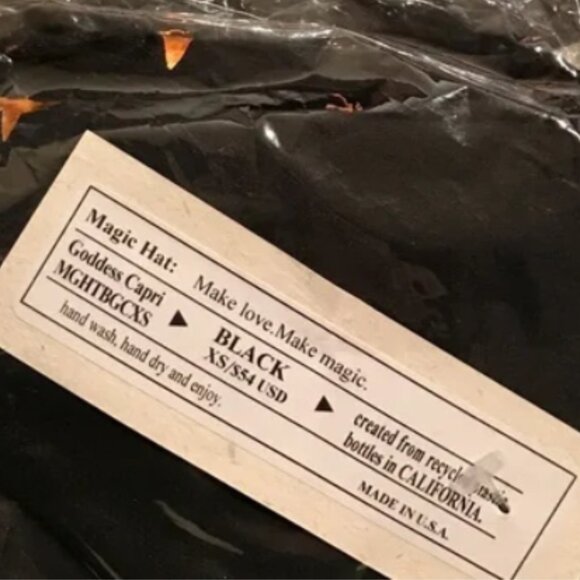 Magic Hat: Make love.Make magic.
Goddess Capri
MGHTBGCXS
BLACK
XS/$54 USD
created from
bottles in CALIFORNIA.
hand wash, hand dry and enjoy.
MADE IN U.S.A.